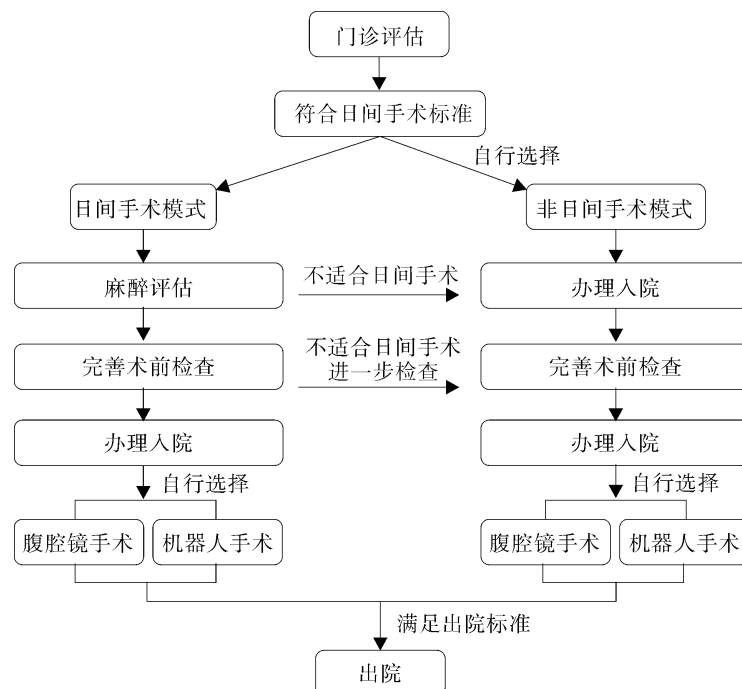 门诊评估
符合日间手术标准
自行选择
日间手术模式
非日间手术模式
麻醉评估
不适合日间手术
办理入院
完善术前检查
不适合日间手术
进一步检查
完善术前检查
办理入院
办理入院
自行选择
自行选择
腹腔镜手术
机器人手术
腹腔镜手术
机器人手术
满足出院标准
出院